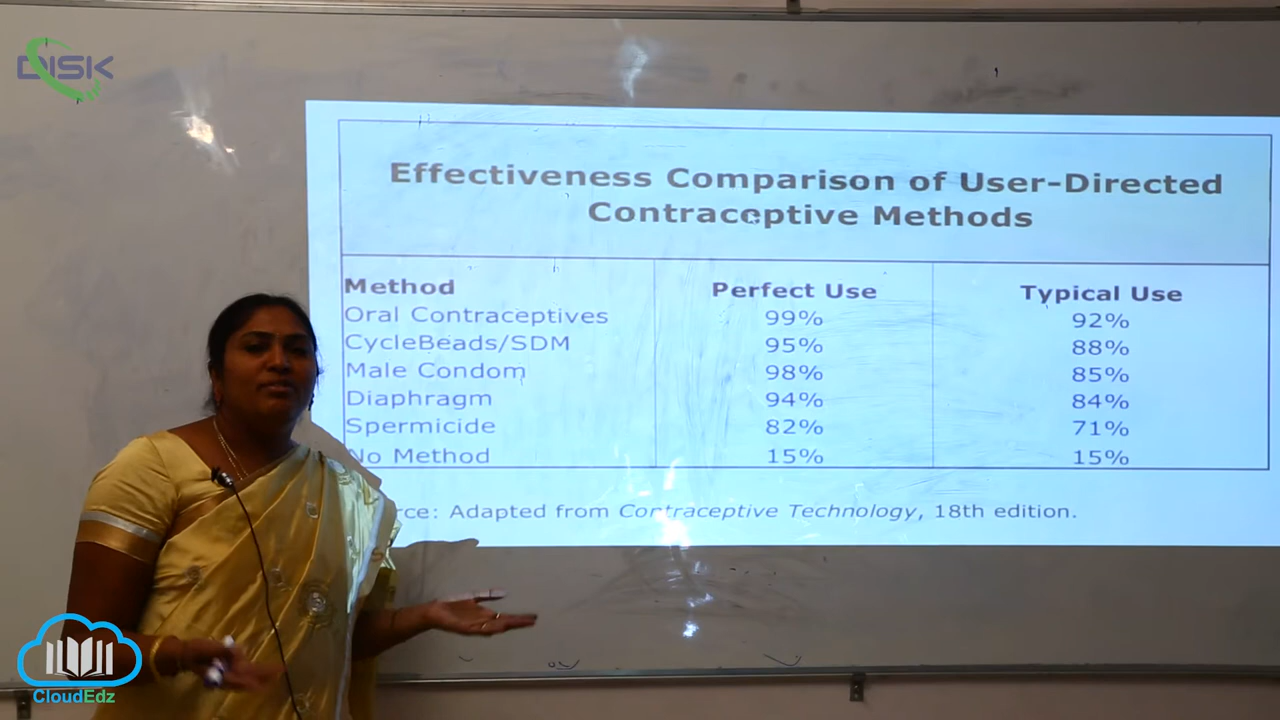 DISK
Effectiveness Comparison of User-Directed
Contraceptive Methods
Method Perfect Use Typical Use
Oral Contraceptives 99% 92%
CycleBeads/SDM 95% 88%
Male Condom 98% 85%
Diaphragm 94% 84%
Spermicide 82% 71%
No Method 15% 15%
rce: Adapted from Contraceptive Technology, 18th edition.
CloudEdz